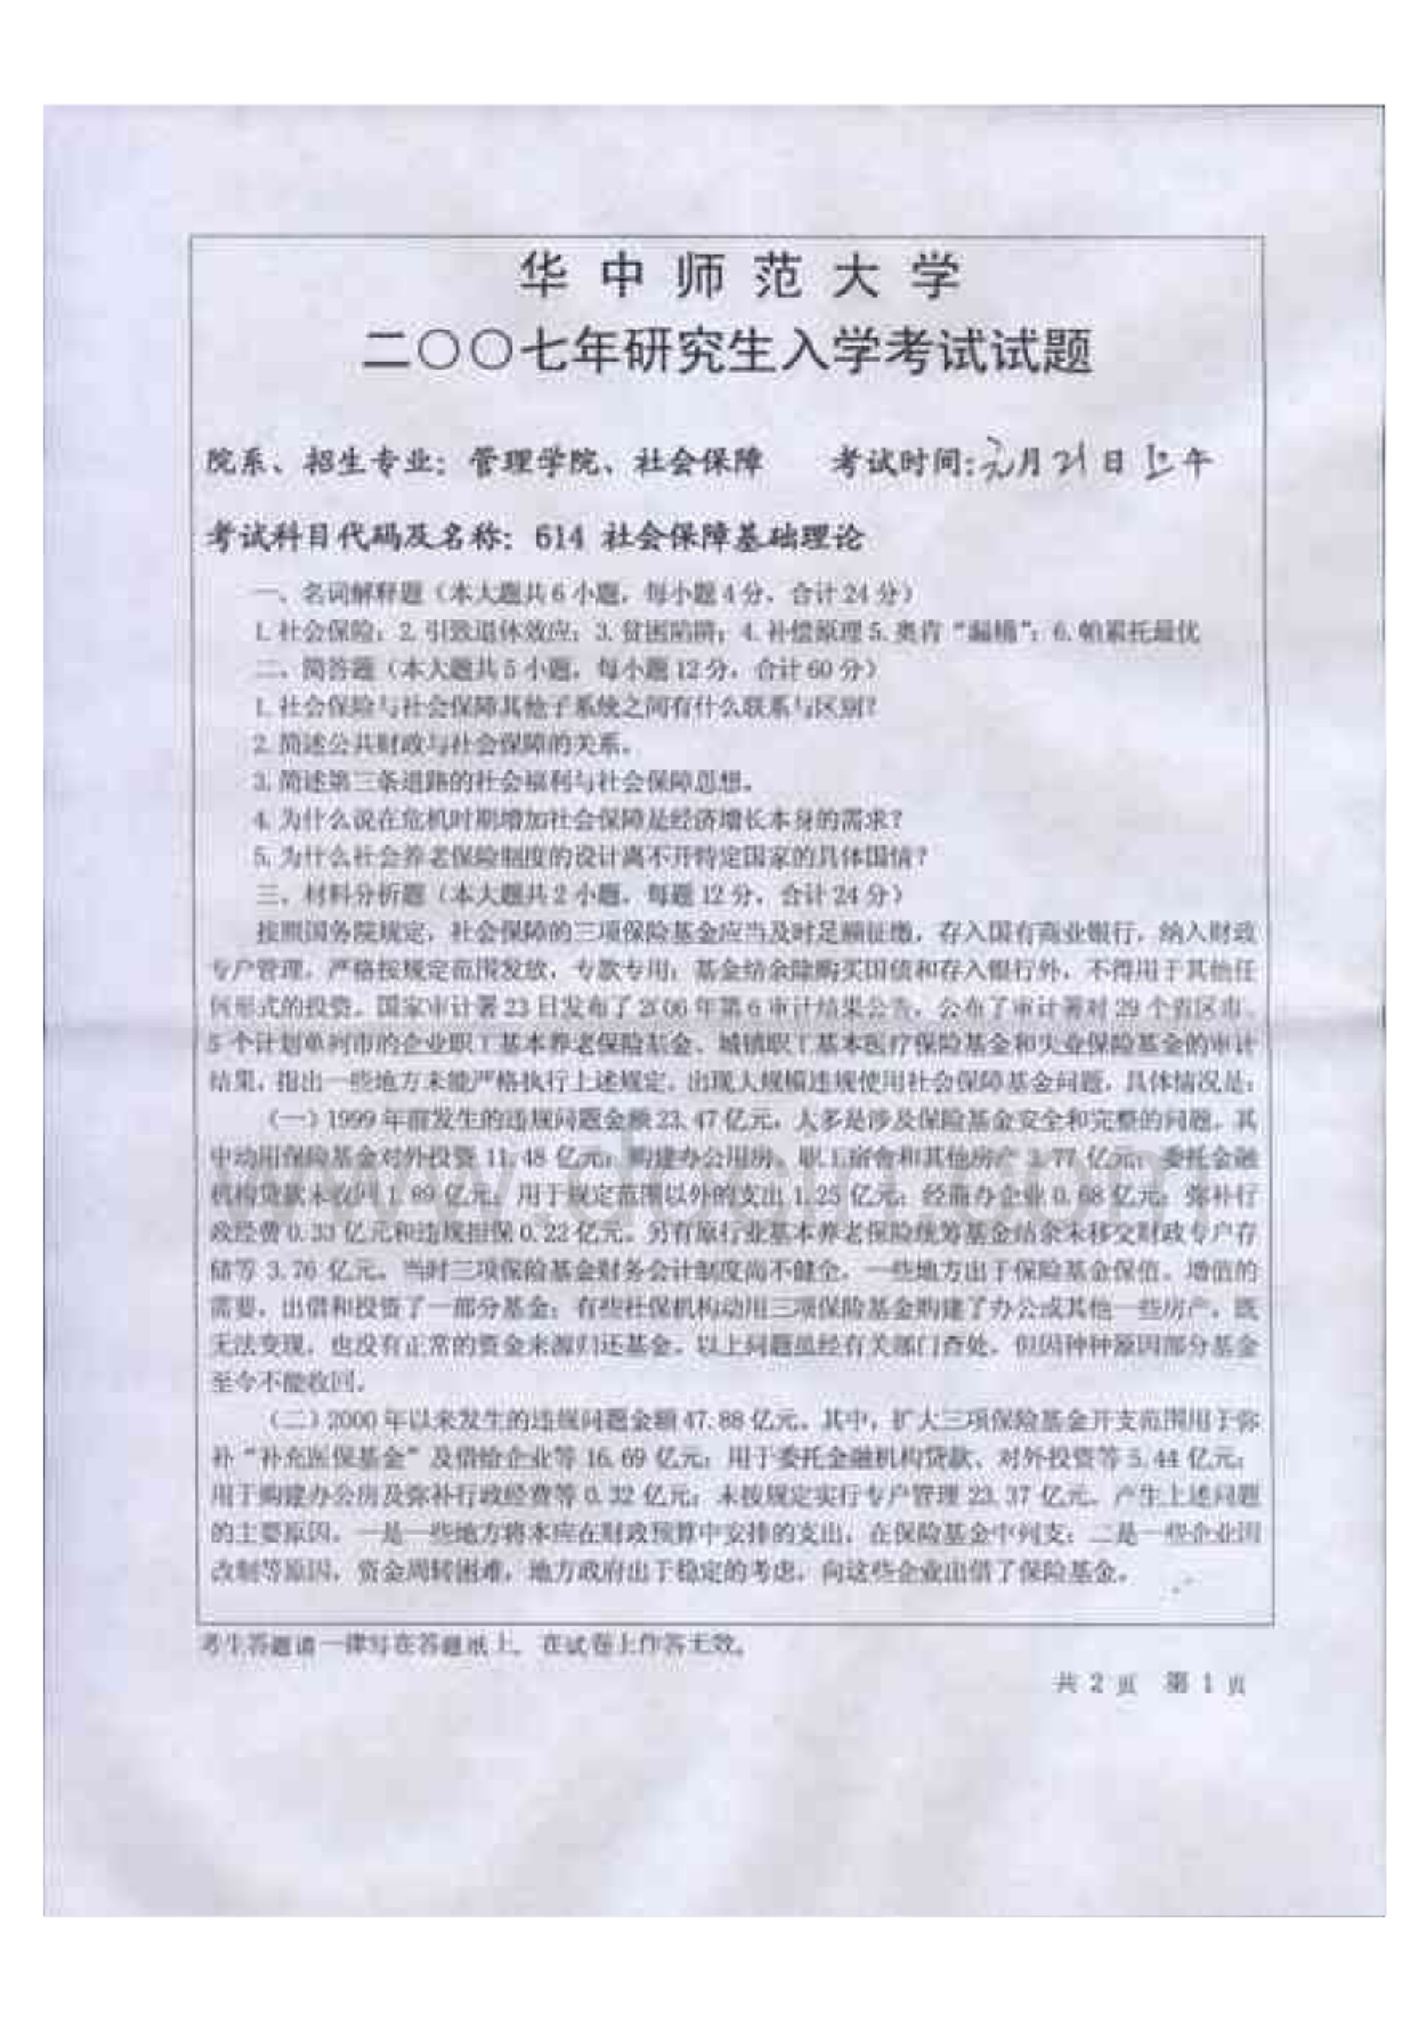 华中师范大学
二〇〇七年研究生入学考试试题
院系、招生专业：管理学院、社会保障 考试时间：元月21日上午
考试科目代码及名称：614 社会保障基础理论
一、名词解释题（本大题共6小题，每小题4分，合计24分）
1.社会保险；2.引致退休效应；3.贫困陷阱；4.补偿原理5.奥肯“漏桶”；6.帕累托最优
二、简答题（本大题共5小题，每小题12分，合计60分）
1.社会保险与社会保障其他子系统之间有什么联系与区别？
2.简述公共财政与社会保障的关系。
3.简述第三条道路的社会福利与社会保障思想。
4.为什么说在危机时期增加社会保障是经济增长本身的需求？
5.为什么社会养老保险制度的设计离不开特定国家的具体国情？
三、材料分析题（本大题共2小题，每题12分，合计24分）
按照国务院规定，社会保障的三项保险基金应当及时足额征缴，存入国有商业银行，纳入财政
专户管理，严格按规定范围发放，专款专用；基金结余除购买国债和存入银行外，不得用于其他任
何形式的投资。国家审计署23日发布了2006年第6审计结果公告，公布了审计署对29个省区市、
5个计划单列市的企业职工基本养老保险基金、城镇职工基本医疗保险基金和失业保险基金的审计
结果，指出一些地方未能严格执行上述规定，出现大规模违规使用社会保障基金问题，具体情况是：
（一）1999年前发生的违规问题金额23.47亿元，大多是涉及保险基金安全和完整的问题。其
中动用保险基金对外投资11.48亿元；购建办公用房、职工宿舍和其他房产3.77亿元；委托金融
机构贷款未收回1.89亿元；用于规定范围以外的支出1.25亿元；经商办企业0.68亿元；弥补行
政经费0.33亿元和违规担保0.22亿元。另有原行业基本养老保险统筹基金结余未移交财政专户存
储等3.76亿元。当时三项保险基金财务会计制度尚不健全，一些地方出于保险基金保值、增值的
需要，出借和投资了一部分基金；有些社保机构动用三项保险基金购建了办公或其他一些房产，既
无法变现，也没有正常的资金来源归还基金。以上问题虽经有关部门查处，但因种种原因部分基金
至今不能收回。
（二）2000年以来发生的违规问题金额47.88亿元。其中，扩大三项保险基金开支范围用于弥
补“补充医保基金”及借给企业等16.69亿元；用于委托金融机构贷款、对外投资等5.44亿元；
用于购建办公房及弥补行政经费等0.32亿元；未按规定实行专户管理23.37亿元。产生上述问题
的主要原因，一是一些地方将本应在财政预算中安排的支出，在保险基金中列支；二是一些企业因
改制等原因，资金周转困难，地方政府出于稳定的考虑，向这些企业出借了保险基金。
考生答题请一律写在答题纸上，在试卷上作答无效。
共 2 页 第 1 页